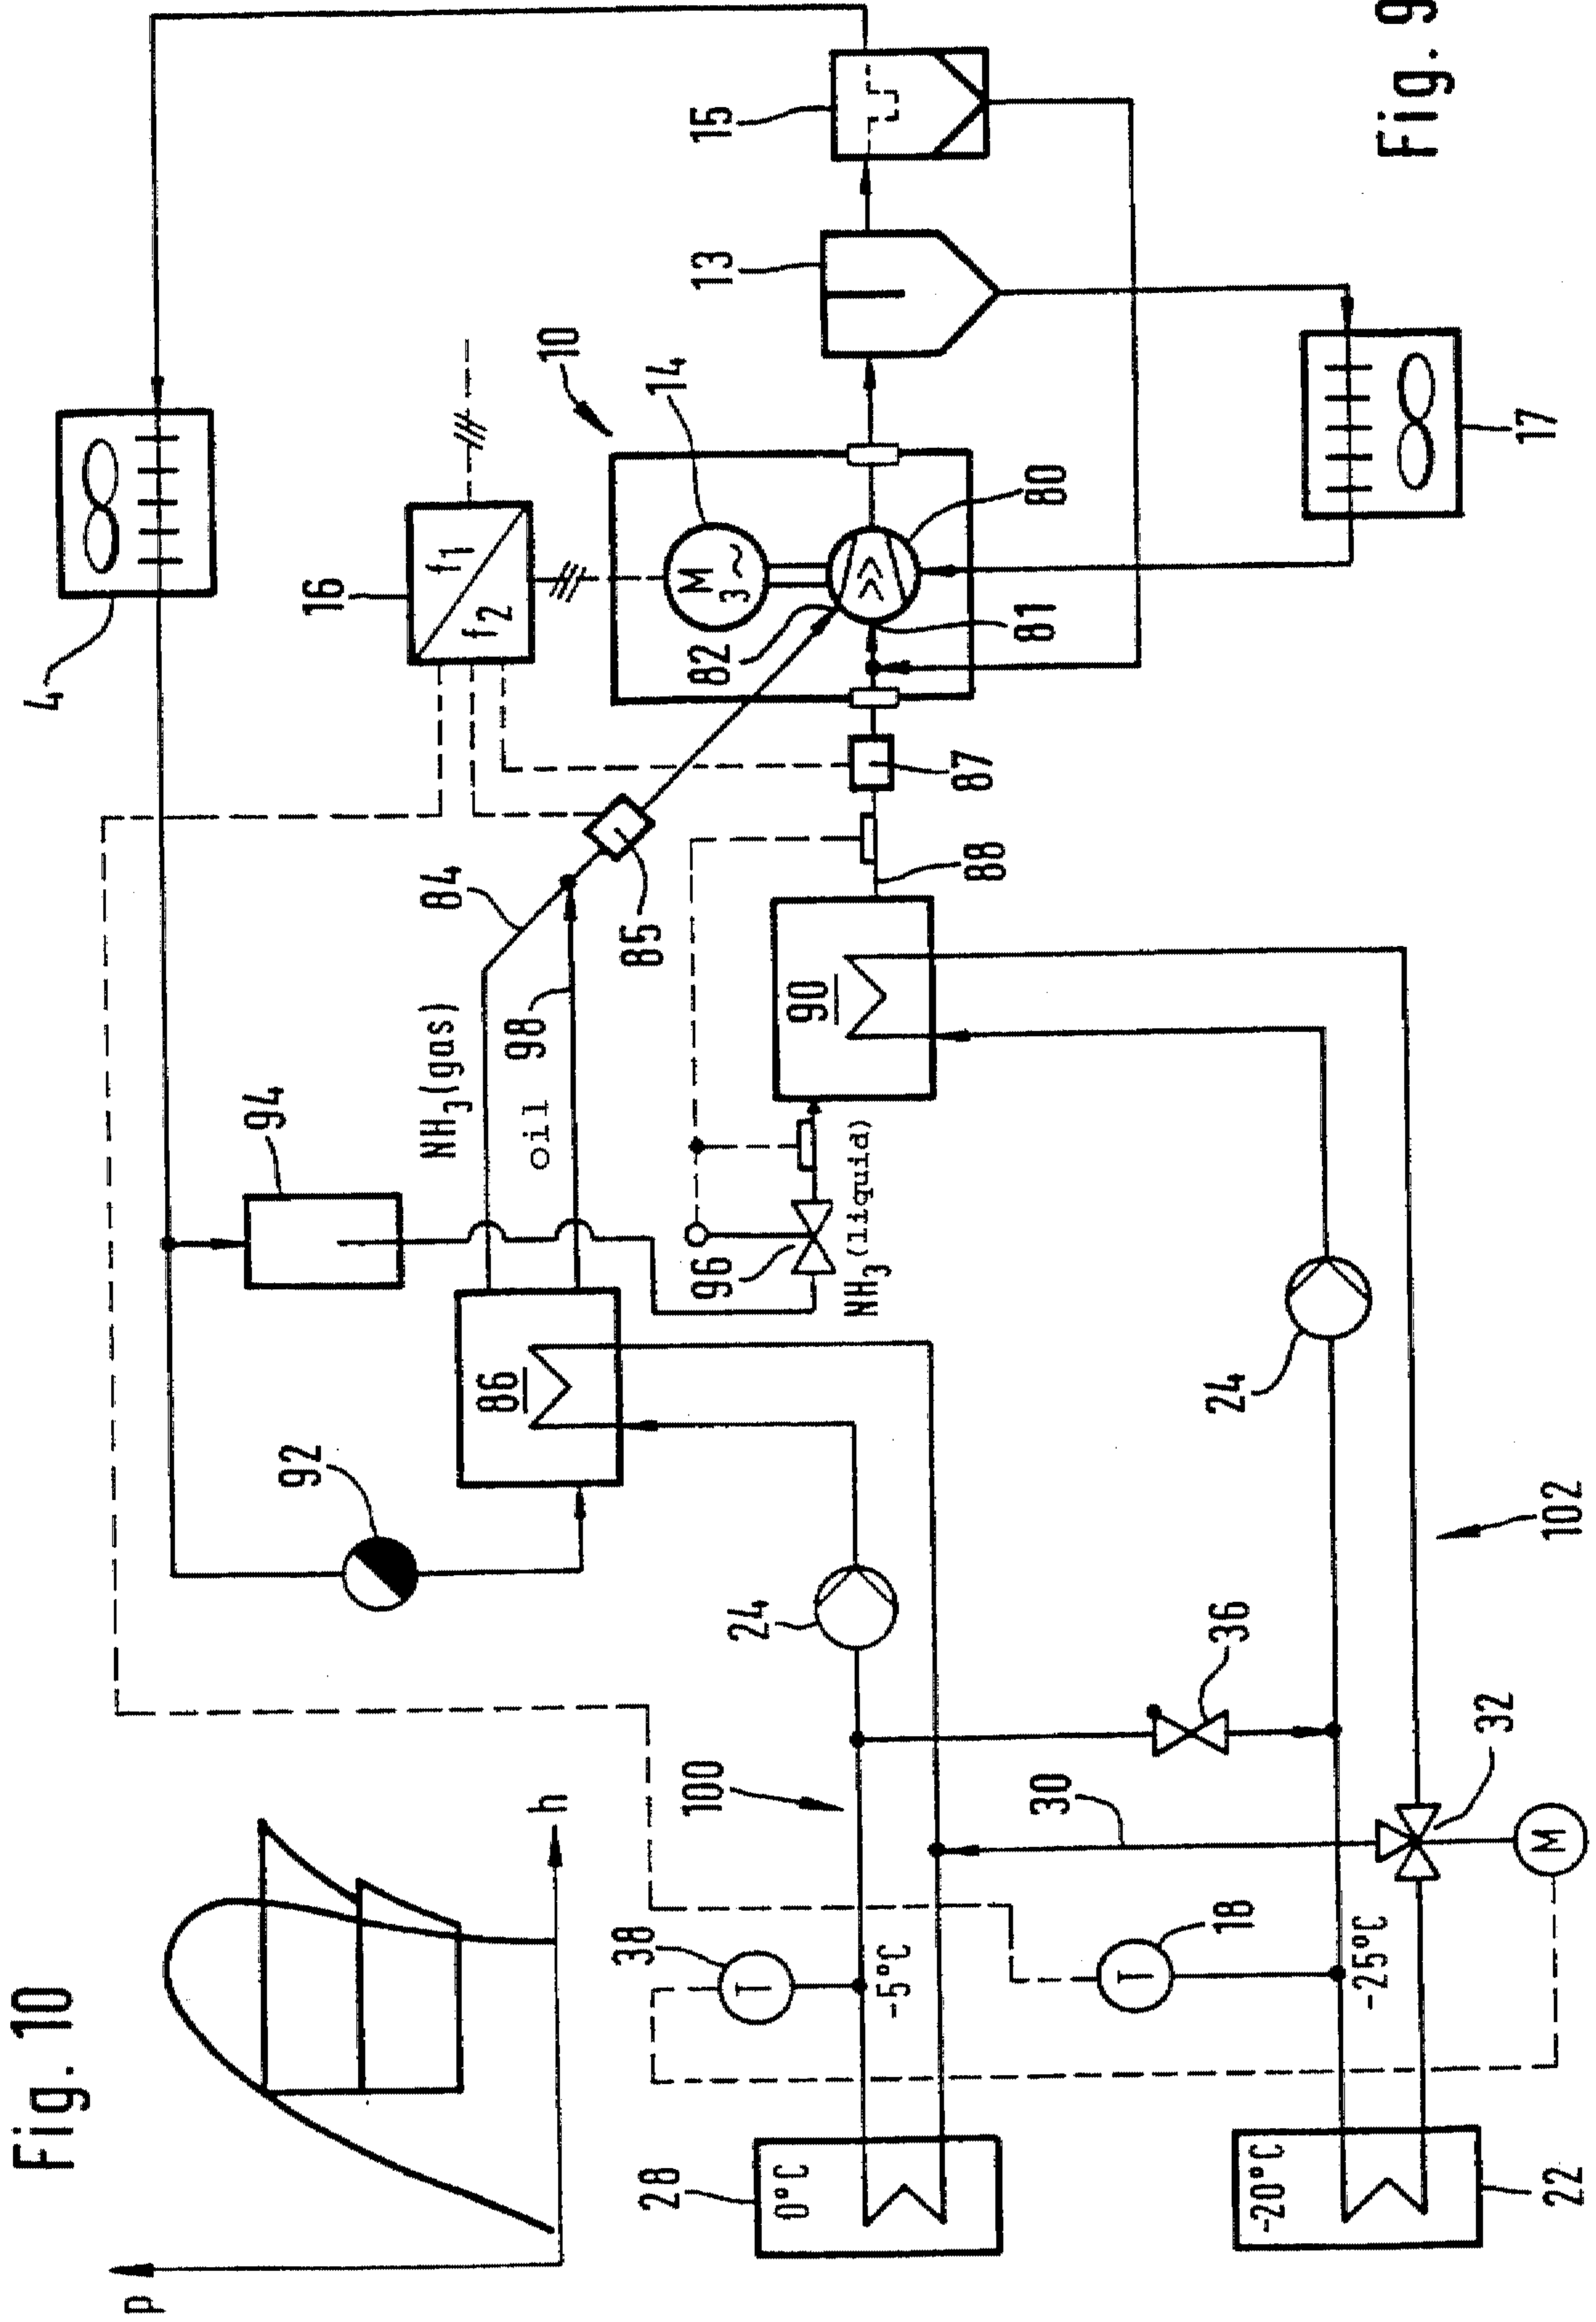 Fig. 10
p
h
Fig. 9
4
16
f1
f2
10
14
M
3~
13
15
80
82
81
17
84
85
87
88
NH3(gas)
98
oil
94
90
96
NH3(liquid)
92
86
24
24
102
36
32
M
30
100
38
T
18
T
-5°C
-25°C
28
0°C
22
-20°C